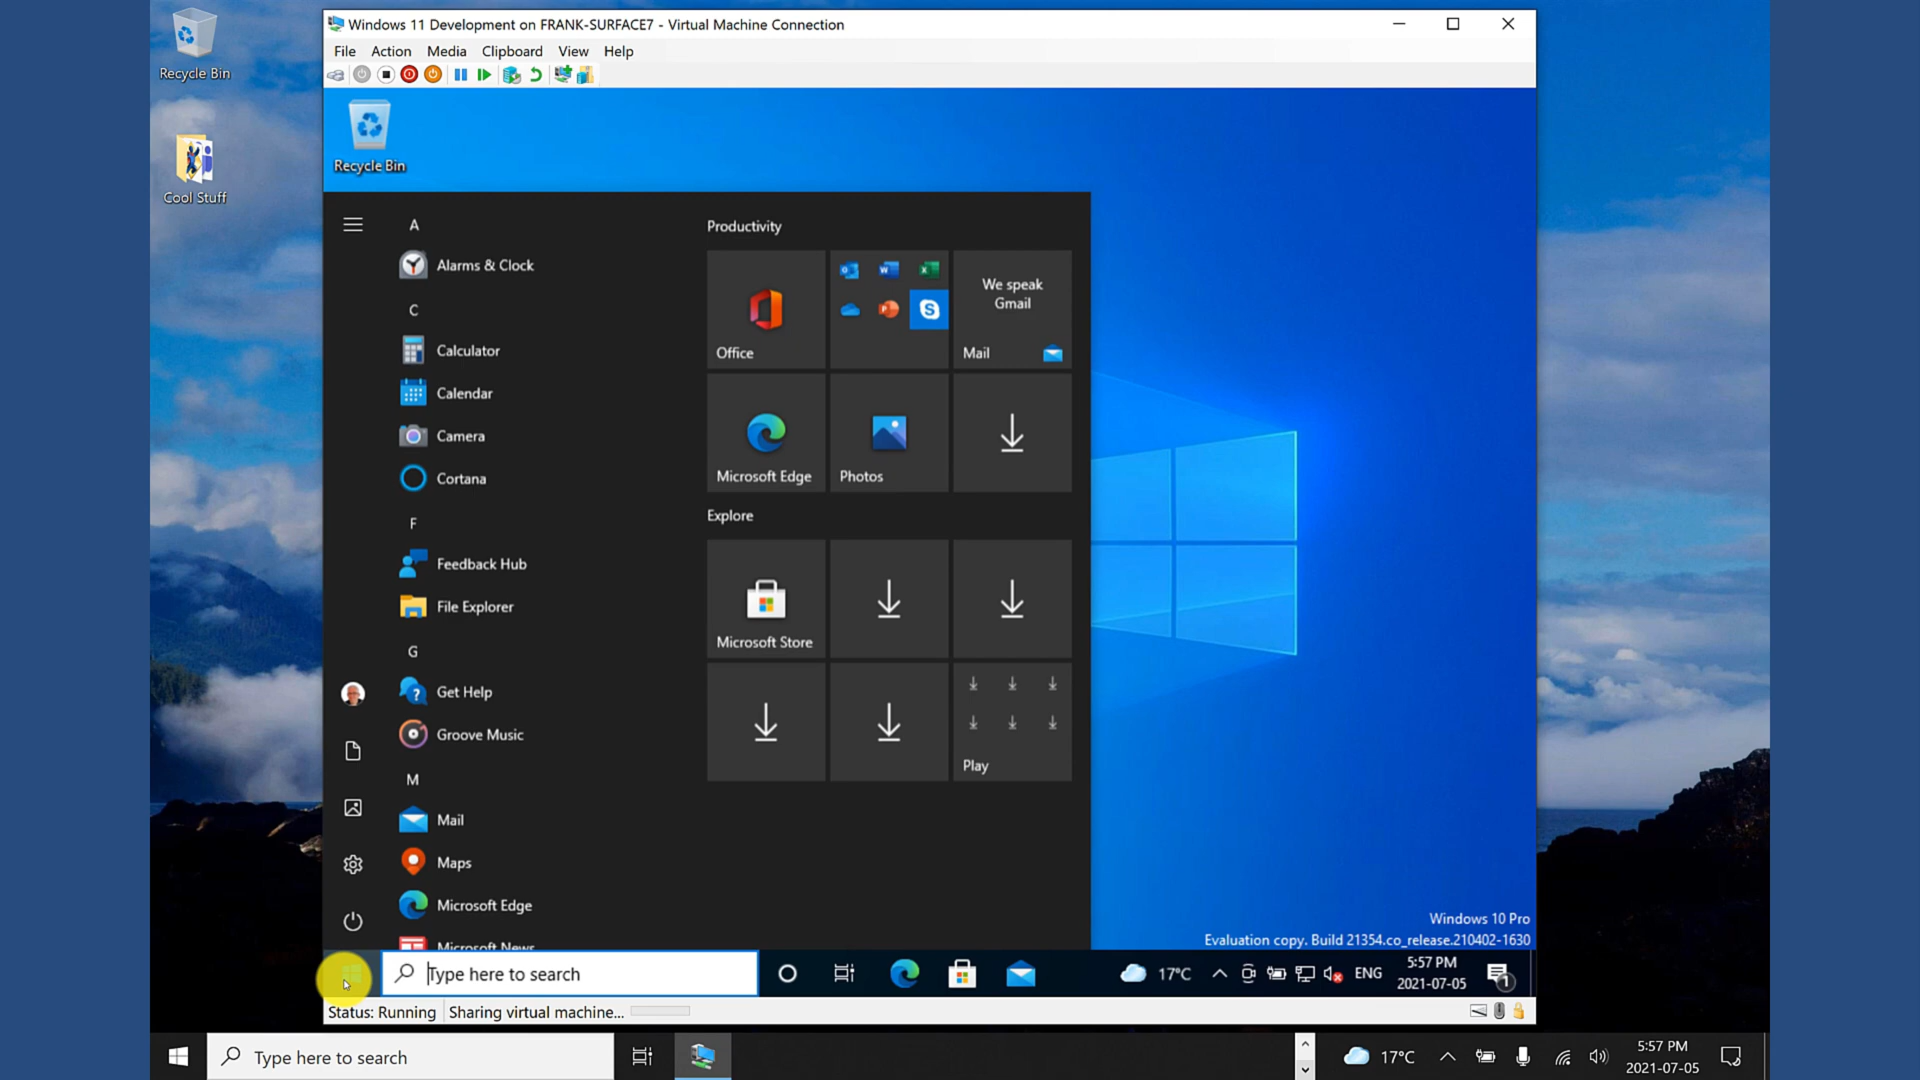 Recycle Bin
Cool Stuff
Windows 11 Development on FRANK-SURFACE7 - Virtual Machine Connection
File Action Media Clipboard View Help
Recycle Bin
A
Alarms & Clock
C
Calculator
Calendar
Camera
Cortana
F
Feedback Hub
File Explorer
G
Get Help
Groove Music
M
Mail
Maps
Microsoft Edge
Microsoft News
Productivity
Office
We speak
Gmail
Mail
Microsoft Edge
Photos
Explore
Microsoft Store
Play
Windows 10 Pro
Evaluation copy. Build 21354.co_release.210402-1630
Type here to search
17°C
ENG
5:57 PM
2021-07-05
1
Status: Running
Sharing virtual machine...
Type here to search
17°C
5:57 PM
2021-07-05